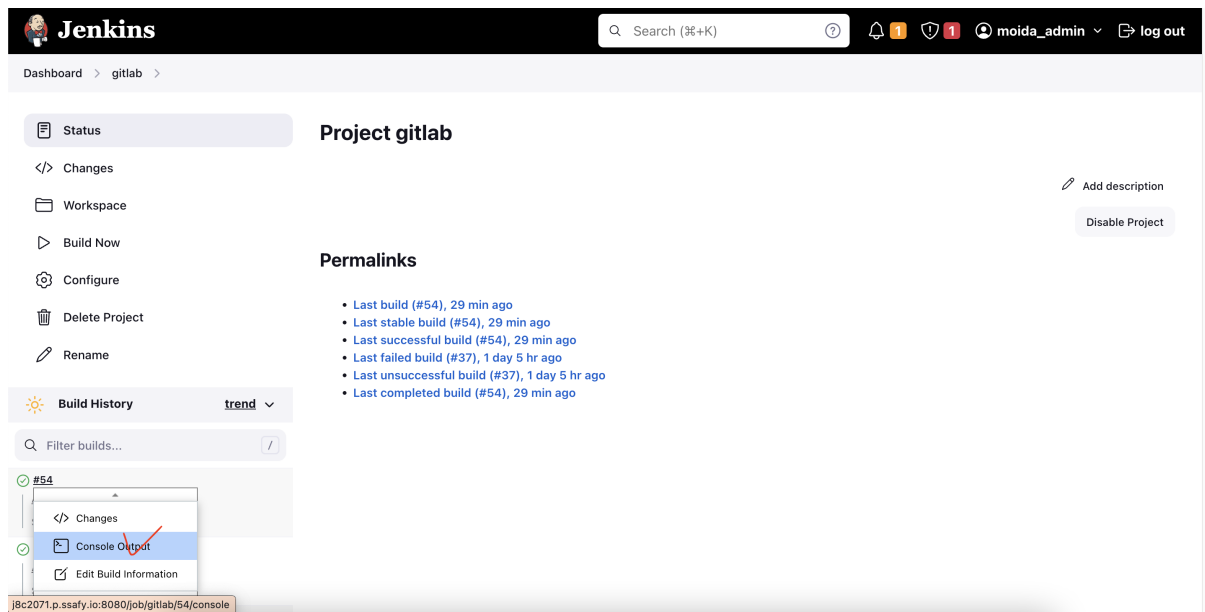 Jenkins
Search (⌘+K)
1
1
moida_admin
log out
Dashboard
gitlab
Status
Changes
Workspace
Build Now
Configure
Delete Project
Rename
Build History
trend
Filter builds...
/
#54
Changes
Console Output
Edit Build Information
j8c2071.p.ssafy.io:8080/job/gitlab/54/console
Project gitlab
Add description
Disable Project
Permalinks
• Last build (#54), 29 min ago
• Last stable build (#54), 29 min ago
• Last successful build (#54), 29 min ago
• Last failed build (#37), 1 day 5 hr ago
• Last unsuccessful build (#37), 1 day 5 hr ago
• Last completed build (#54), 29 min ago